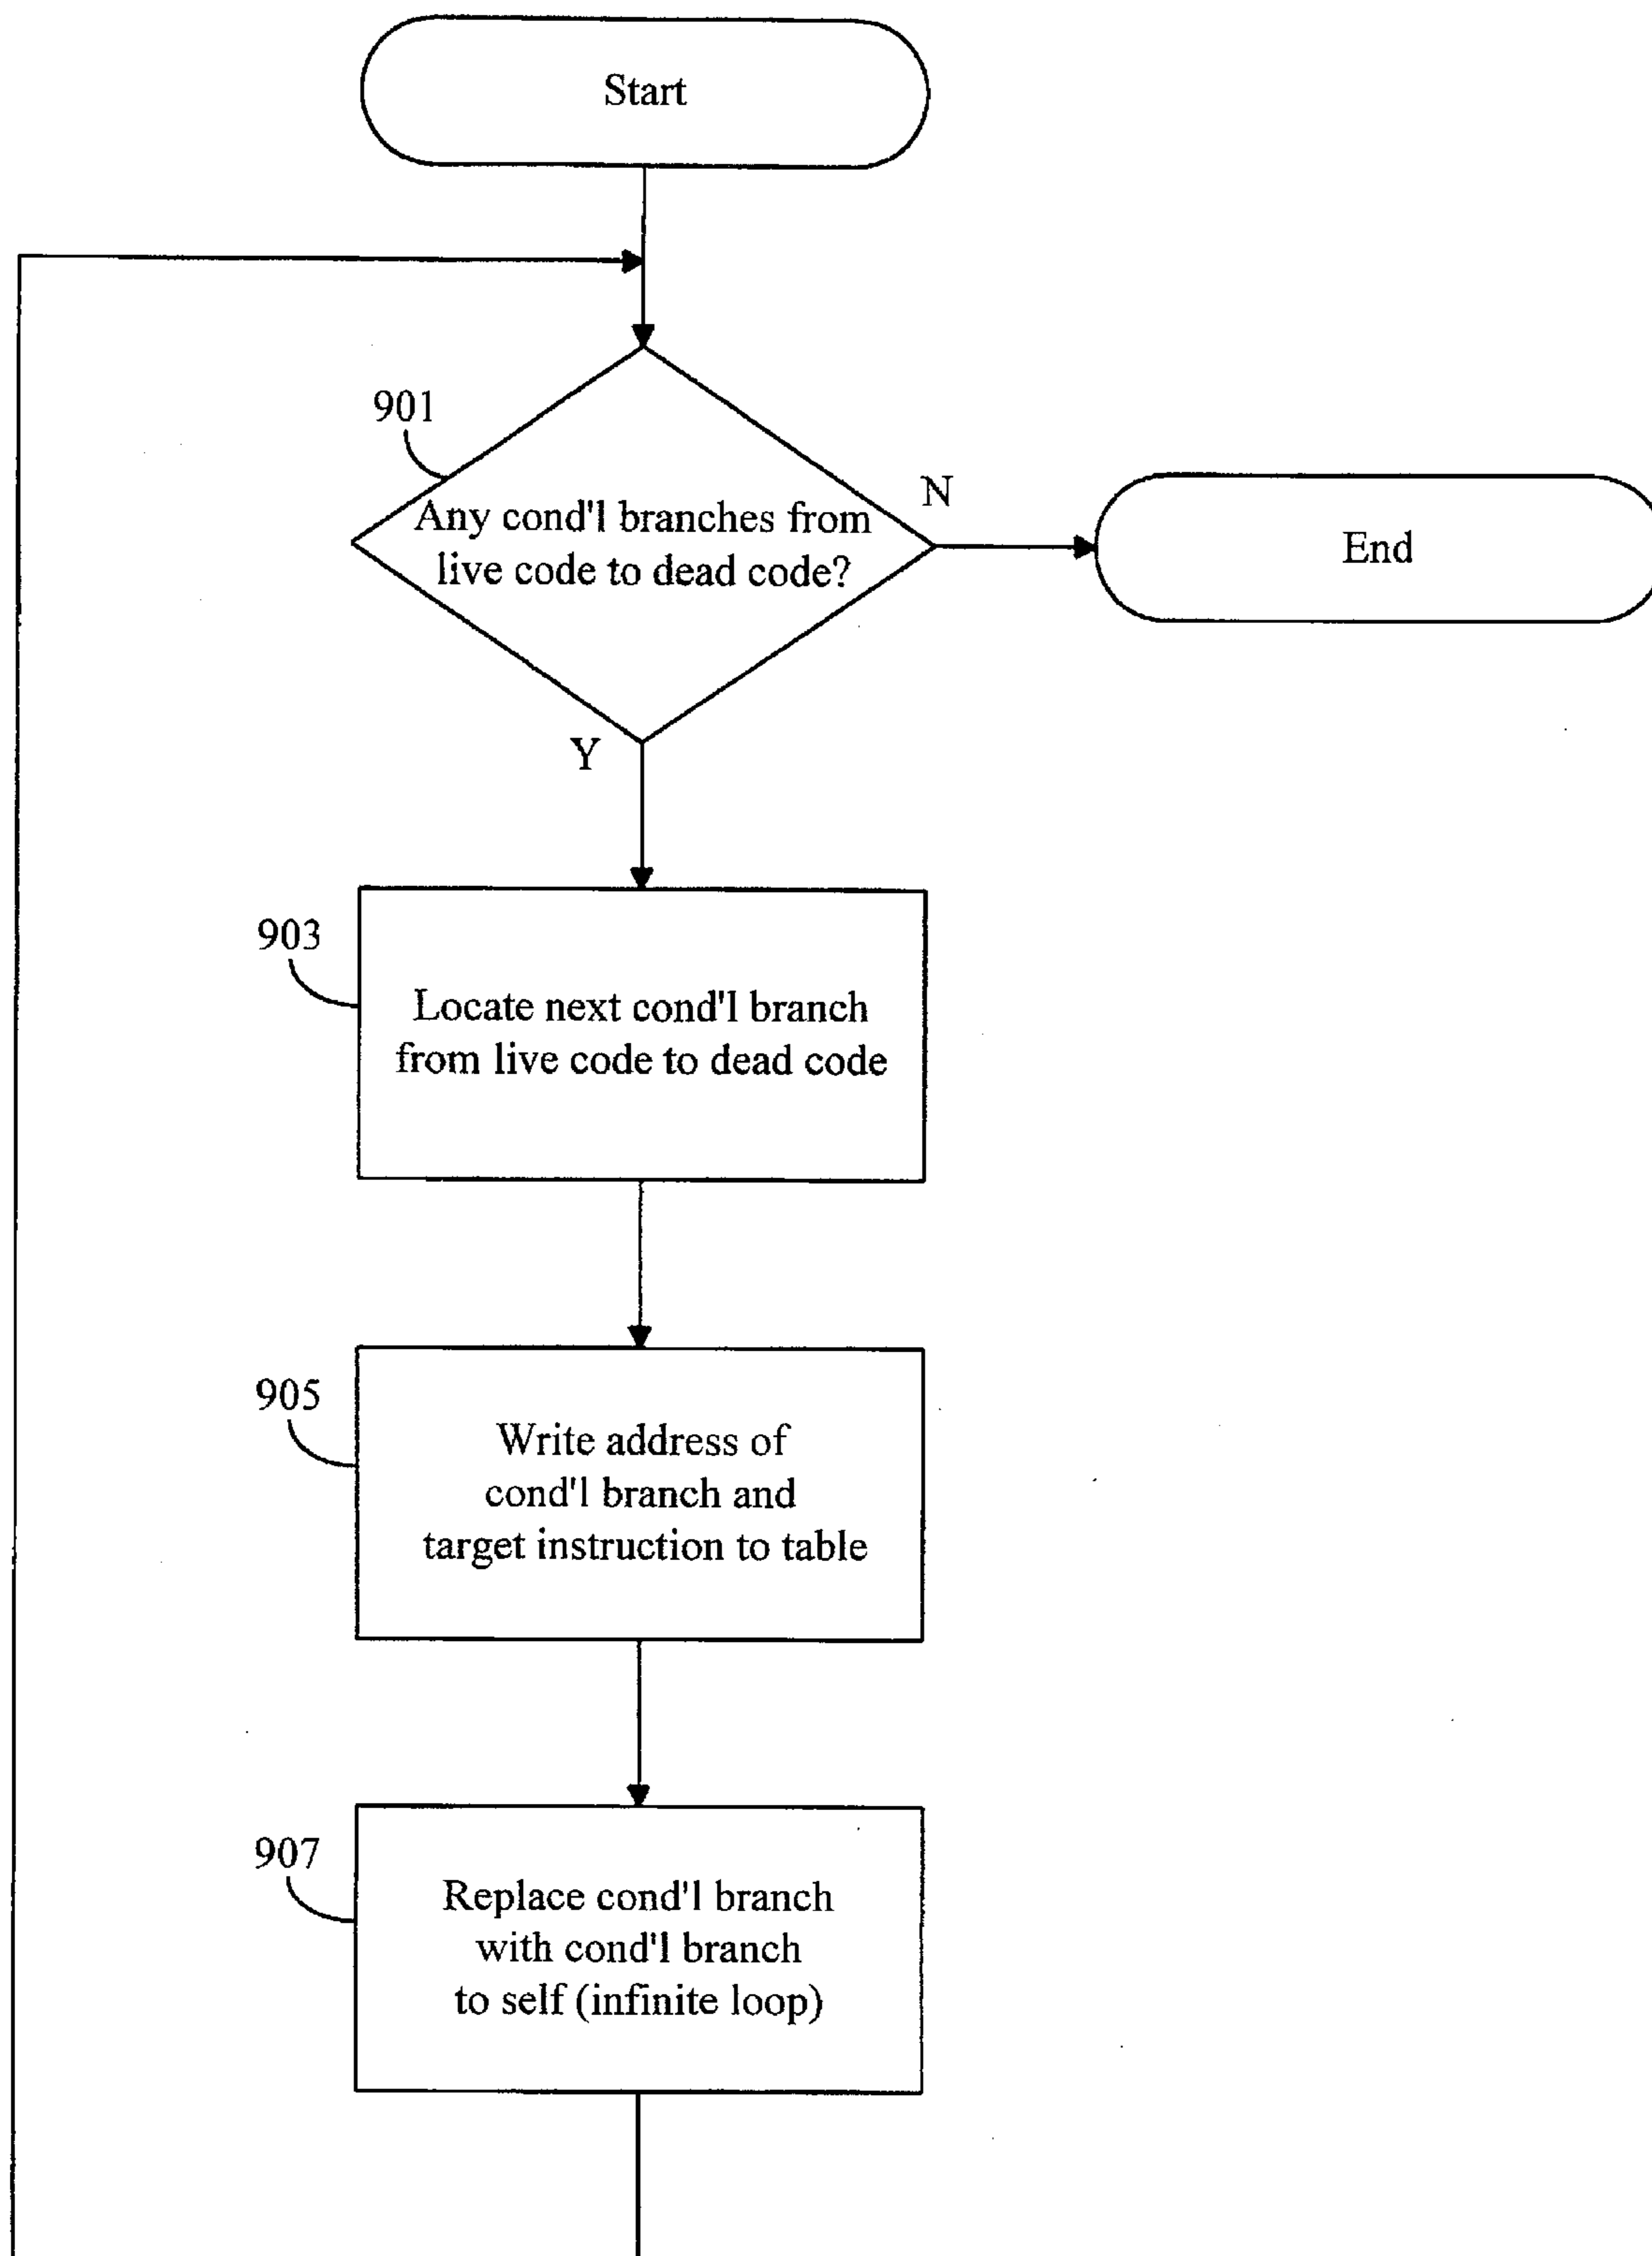 Start
901
Any cond'l branches from
live code to dead code?
N
End
Y
903
Locate next cond'l branch
from live code to dead code
905
Write address of
cond'l branch and
target instruction to table
907
Replace cond'l branch
with cond'l branch
to self (infinite loop)